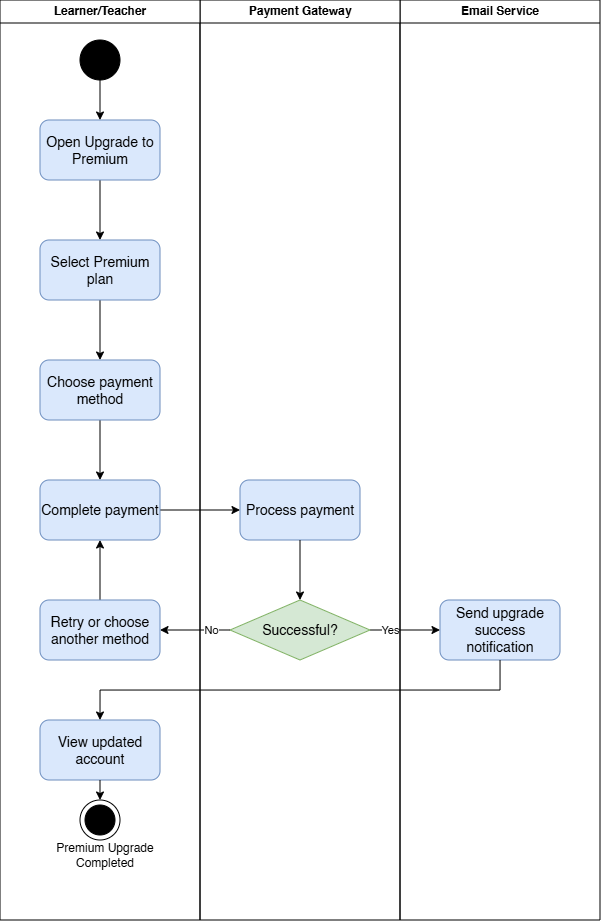 Learner/Teacher
Payment Gateway
Email Service
Open Upgrade to
Premium
Select Premium
plan
Choose payment
method
Complete payment
Process payment
Retry or choose
another method
No
Successful?
Yes
Send upgrade
success
notification
View updated
account
Premium Upgrade
Completed